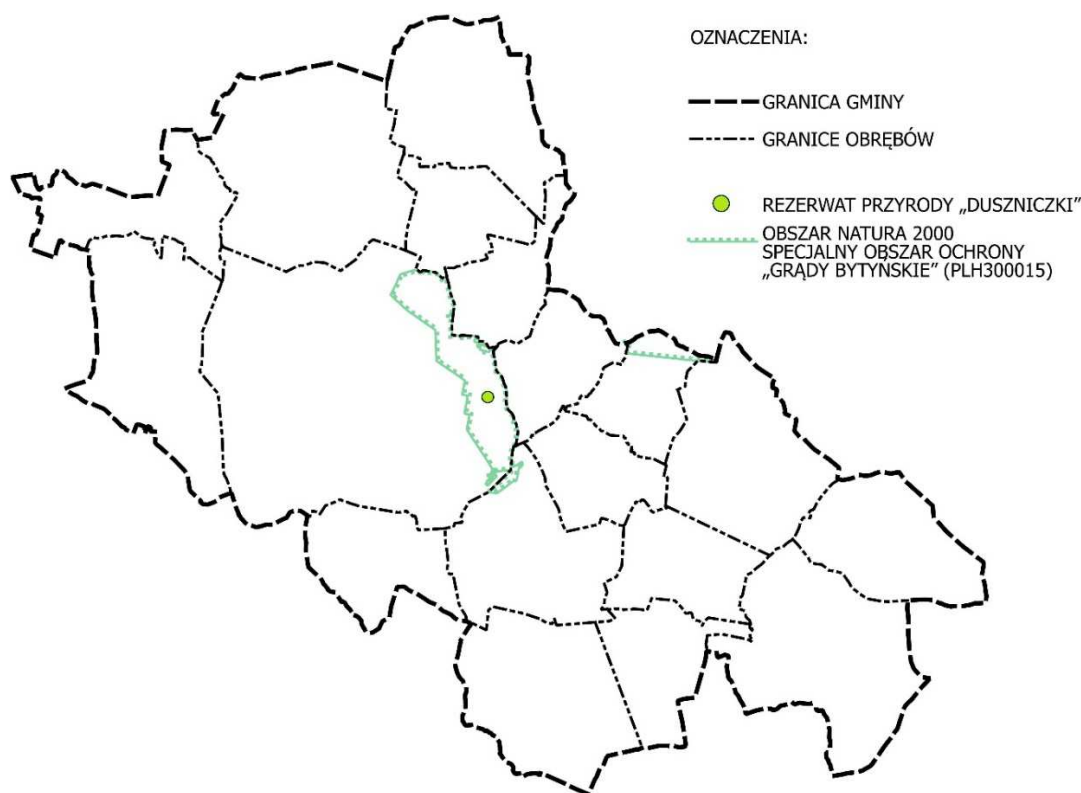 OZNACZENIA:
GRANICA GMINY
GRANICE OBRĘBÓW
REZERWAT PRZYRODY „DUSZNICZKI”
OBSZAR NATURA 2000
SPECJALNY OBSZAR OCHRONY
„GRĄDY BYTYŃSKIE” (PLH300015)